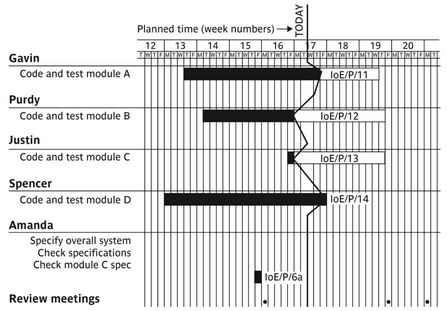 TODAY
Planned time (week numbers)
12 13 14 15 16 17 18 19 20
M T W T F M T W T F M T W T F M T W T F M T W T F M T W T F M T W T F M T W T F M T W T F M T
Gavin
Code and test module A IoE/P/11
Purdy
Code and test module B IoE/P/12
Justin
Code and test module C IoE/P/13
Spencer
Code and test module D IoE/P/14
Amanda
Specify overall system
Check specifications
Check module C spec
IoE/P/6a
Review meetings